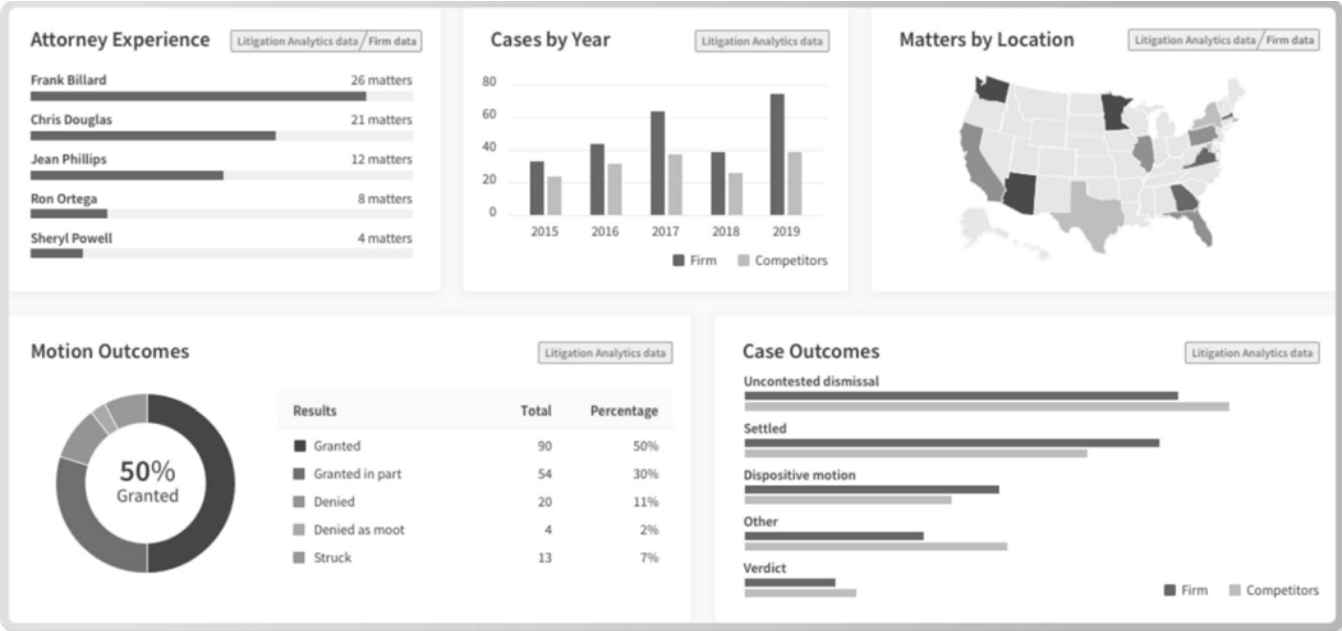 Attorney Experience
Litigation Analytics data / Firm data
Frank Billard 26 matters
Chris Douglas 21 matters
Jean Phillips 12 matters
Ron Ortega 8 matters
Sheryl Powell 4 matters
Cases by Year
Litigation Analytics data
80
60
40
20
0
2015 2016 2017 2018 2019
Firm Competitors
Matters by Location
Litigation Analytics data / Firm data
Motion Outcomes
Litigation Analytics data
50%
Granted
Results Total Percentage
Granted 90 50%
Granted in part 54 30%
Denied 20 11%
Denied as moot 4 2%
Struck 13 7%
Case Outcomes
Litigation Analytics data
Uncontested dismissal
Settled
Dispositive motion
Other
Verdict
Firm Competitors